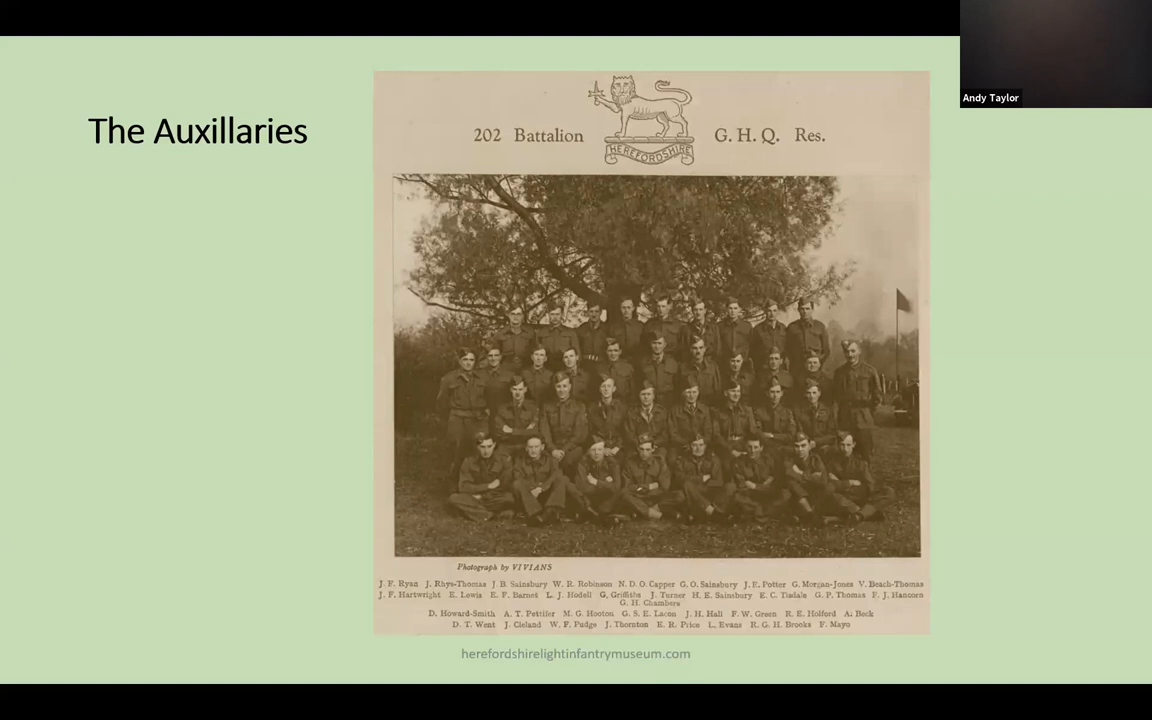 Andy Taylor
The Auxillaries
202 Battalion G. H. Q. Res.
HEREFORDSHIRE
Photograph by VIVIANS
J. F. Ryan J. Rhys-Thomas J. B. Sainsbury W. R. Robinson N. D. O. Capper G. O. Sainsbury J. E. Potter G. Morgan-Jones V. Beach-Thomas
J. F. Hartwright E. Lewis E. F. Barnet L. J. Hodell G. Griffiths J. Turner H. E. Sainsbury E. C. Tisdale G. P. Thomas F. J. Hancorn
G. H. Chambers
D. Howard-Smith A. T. Pettifer M. G. Hooton G. S. E. Lacon J. H. Hall F. W. Green R. E. Holford A. Beck
D. T. Went J. Cleland W. F. Pudge J. Thornton E. R. Price L. Evans R. G. H. Brooks F. Mayo
herefordshirelightinfantrymuseum.com